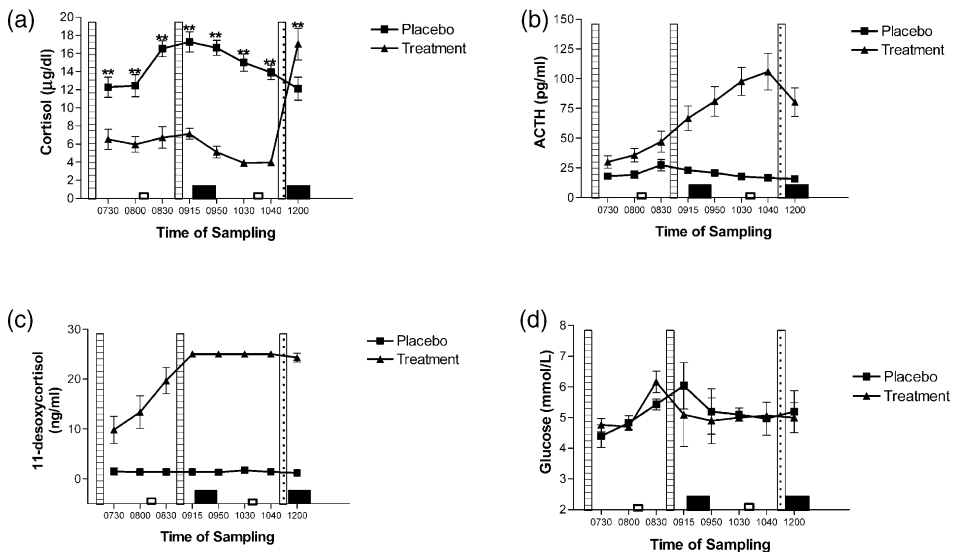 (a)
20
18
16
14
12
10
8
6
4
2
0
Cortisol (µg/dl)
** ** ** ** ** ** ** **
Placebo
Treatment
0730 0800 0830 0915 0950 1030 1040 1200
Time of Sampling
(b)
150
125
100
75
50
25
0
ACTH (pg/ml)
Placebo
Treatment
0730 0800 0830 0915 0950 1030 1040 1200
Time of Sampling
(c)
30
20
10
0
11-desoxycortisol
(ng/ml)
Placebo
Treatment
0730 0800 0830 0915 0950 1030 1040 1200
Time of Sampling
(d)
8
7
6
5
4
3
2
Glucose (mmol/L)
Placebo
Treatment
0730 0800 0830 0915 0950 1030 1040 1200
Time of Sampling